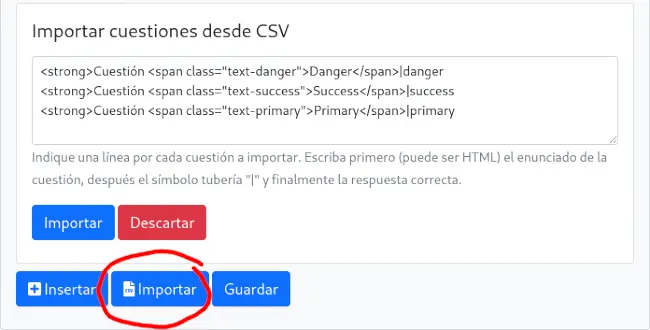 Importar cuestiones desde CSV
<strong>Cuestión <span class="text-danger">Danger</span>|danger
<strong>Cuestión <span class="text-success">Success</span>|success
<strong>Cuestión <span class="text-primary">Primary</span>|primary
Indique una línea por cada cuestión a importar. Escriba primero (puede ser HTML) el enunciado de la
cuestión, después el símbolo tubería "|" y finalmente la respuesta correcta.
Importar Descartar
Insertar CSV Importar Guardar